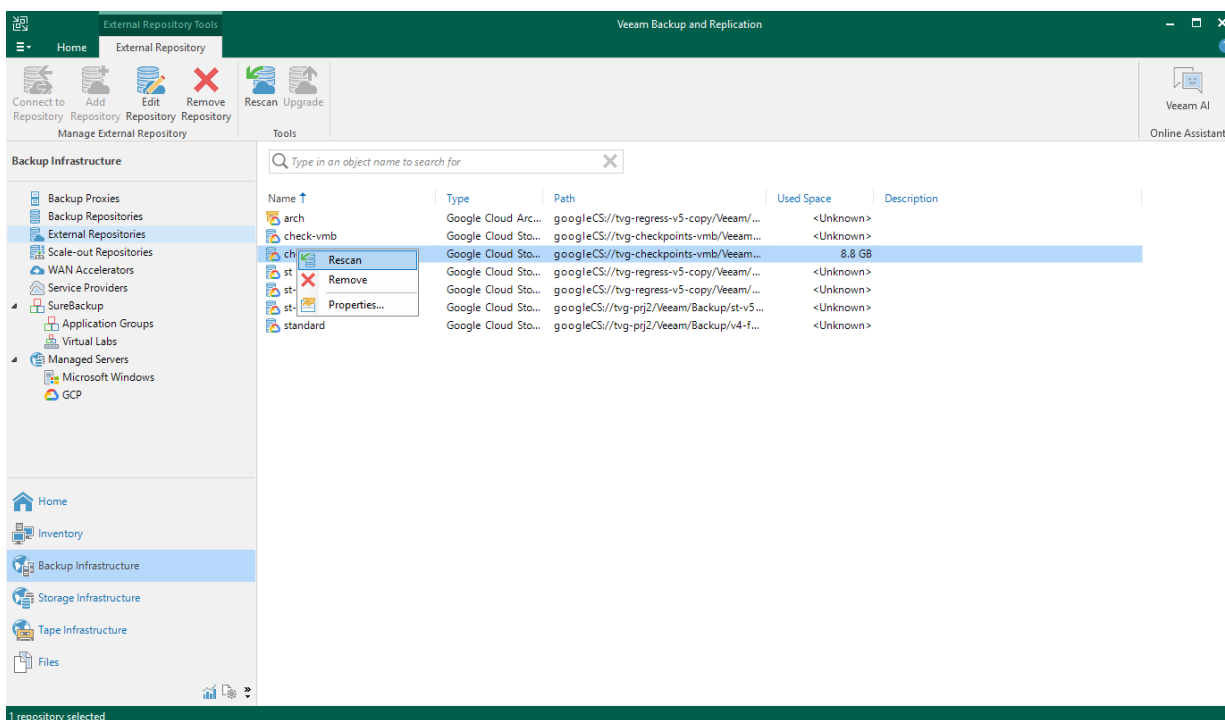 External Repository Tools
Veeam Backup and Replication
Home
External Repository
Connect to Repository
Add Repository
Edit Repository
Remove Repository
Rescan
Upgrade
Manage External Repository
Tools
Veeam AI
Online Assistant
Backup Infrastructure
Type in an object name to search for
Backup Proxies
Backup Repositories
External Repositories
Scale-out Repositories
WAN Accelerators
Service Providers
SureBackup
Application Groups
Virtual Labs
Managed Servers
Microsoft Windows
GCP
Name Type Path Used Space Description
arch Google Cloud Arc... googleCS://tvg-regress-v5-copy/Veeam/... <Unknown>
check-vmb Google Cloud Sto... googleCS://tvg-checkpoints-vmb/Veeam... <Unknown>
ch Google Cloud Sto... googleCS://tvg-checkpoints-vmb/Veeam... 8.8 GB
st Google Cloud Sto... googleCS://tvg-regress-v5-copy/Veeam/... <Unknown>
st- Google Cloud Sto... googleCS://tvg-regress-v5-copy/Veeam/... <Unknown>
st- Google Cloud Sto... googleCS://tvg-prj2/Veeam/Backup/st-v5... <Unknown>
standard Google Cloud Sto... googleCS://tvg-prj2/Veeam/Backup/v4-f... <Unknown>
Rescan
Remove
Properties...
Home
Inventory
Backup Infrastructure
Storage Infrastructure
Tape Infrastructure
Files
1 repository selected